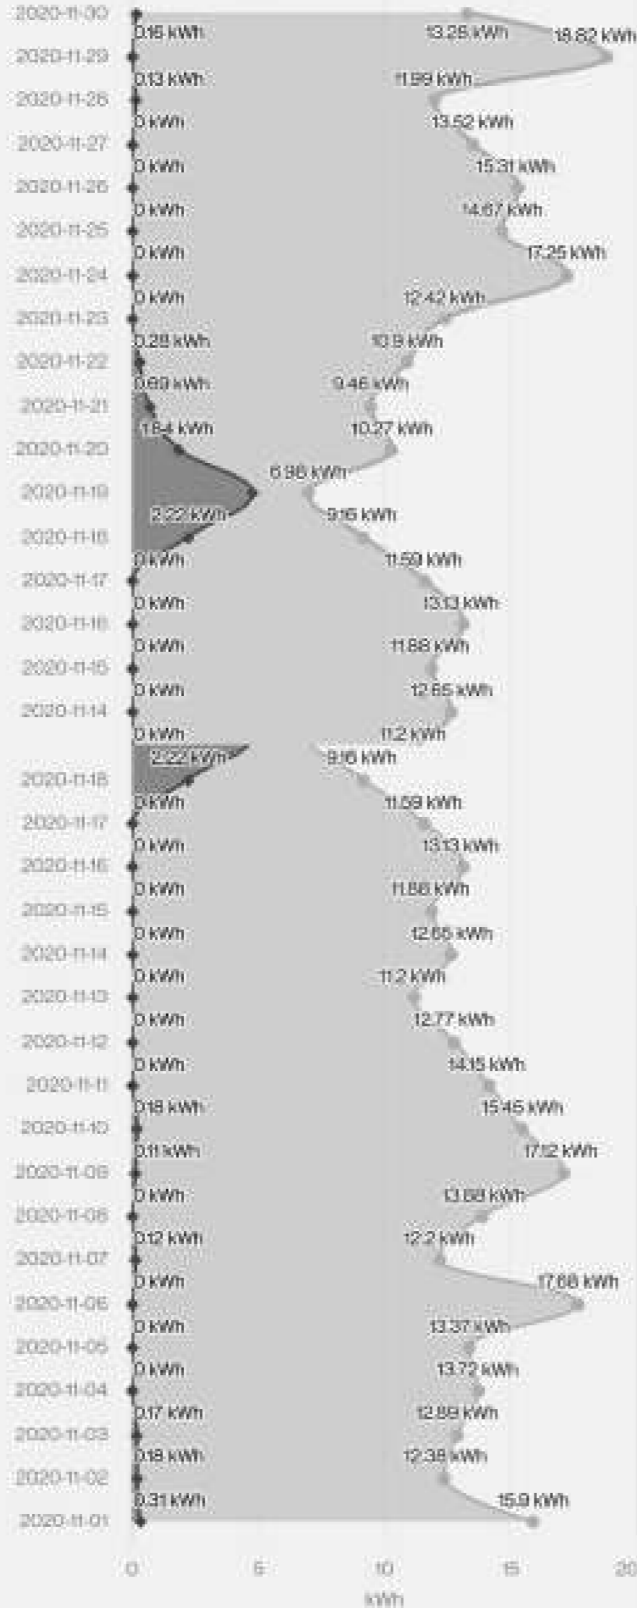 2020-11-30
0.16 kWh 13.28 kWh 18.82 kWh
2020-11-29
0.13 kWh 11.99 kWh
2020-11-28
0 kWh 13.52 kWh
2020-11-27
0 kWh 15.31 kWh
2020-11-26
0 kWh 14.67 kWh
2020-11-25
0 kWh 17.25 kWh
2020-11-24
0 kWh 12.42 kWh
2020-11-23
0.28 kWh 10.9 kWh
2020-11-22
0.69 kWh 9.46 kWh
2020-11-21
1.84 kWh 10.27 kWh
2020-11-20
6.98 kWh
2020-11-19
2.22 kWh 9.16 kWh
2020-11-18
0 kWh 11.59 kWh
2020-11-17
0 kWh 13.13 kWh
2020-11-16
0 kWh 11.88 kWh
2020-11-15
0 kWh 12.65 kWh
2020-11-14
0 kWh 11.2 kWh
2.22 kWh 9.16 kWh
2020-11-18
0 kWh 11.59 kWh
2020-11-17
0 kWh 13.13 kWh
2020-11-16
0 kWh 11.88 kWh
2020-11-15
0 kWh 12.65 kWh
2020-11-14
0 kWh 11.2 kWh
2020-11-13
0 kWh 12.77 kWh
2020-11-12
0 kWh 14.15 kWh
2020-11-11
0.18 kWh 15.45 kWh
2020-11-10
0.11 kWh 17.12 kWh
2020-11-09
0 kWh 13.88 kWh
2020-11-08
0.12 kWh 12.2 kWh
2020-11-07
0 kWh 17.68 kWh
2020-11-06
0 kWh 13.37 kWh
2020-11-05
0 kWh 13.72 kWh
2020-11-04
0.17 kWh 12.89 kWh
2020-11-03
0.18 kWh 12.38 kWh
2020-11-02
0.31 kWh 15.9 kWh
2020-11-01
0 5 10 15 20
kWh